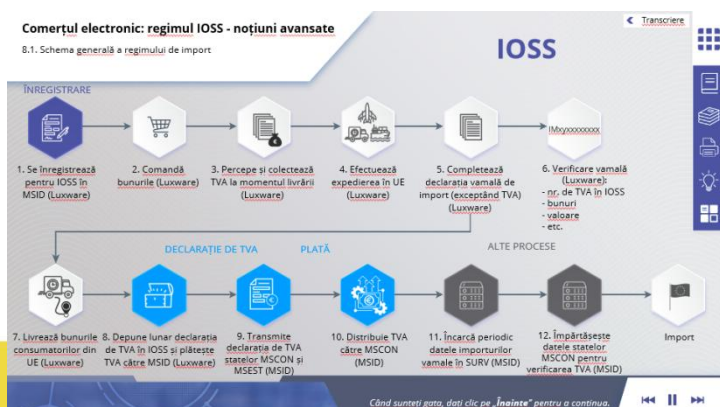 Comerțul electronic: regimul IOSS - noțiuni avansate
Transcriere
8.1. Schema generală a regimului de import
IOSS
ÎNREGISTRARE
IMxyxxxxxxxx
1. Se înregistrează
pentru IOSS în
MSID (Luxware)
2. Comandă
bunurile (Luxware)
3. Percepe și colectează
TVA la momentul livrării
(Luxware)
4. Efectuează
expedierea în UE
(Luxware)
5. Completează
declarația vamală de
import (exceptând TVA)
(Luxware)
6. Verificare vamală
(Luxware):
- nr. de TVA în IOSS
- bunuri
- valoare
- etc.
DECLARAȚIE DE TVA
PLATĂ
ALTE PROCESE
7. Livrează bunurile
consumatorilor din
UE (Luxware)
8. Depune lunar declarația
de TVA în IOSS și plătește
TVA către MSID (Luxware)
9. Transmite
declarația de TVA
statelor MSCON și
MSEST (MSID)
10. Distribuie TVA
către MSCON
(MSID)
11. Încarcă periodic
datele importurilor
vamale în SURV (MSID)
12. Împărtășește
datele statelor
MSCON pentru
verificarea TVA (MSID)
Import
Când sunteți gata, dați clic pe „Înainte” pentru a continua.